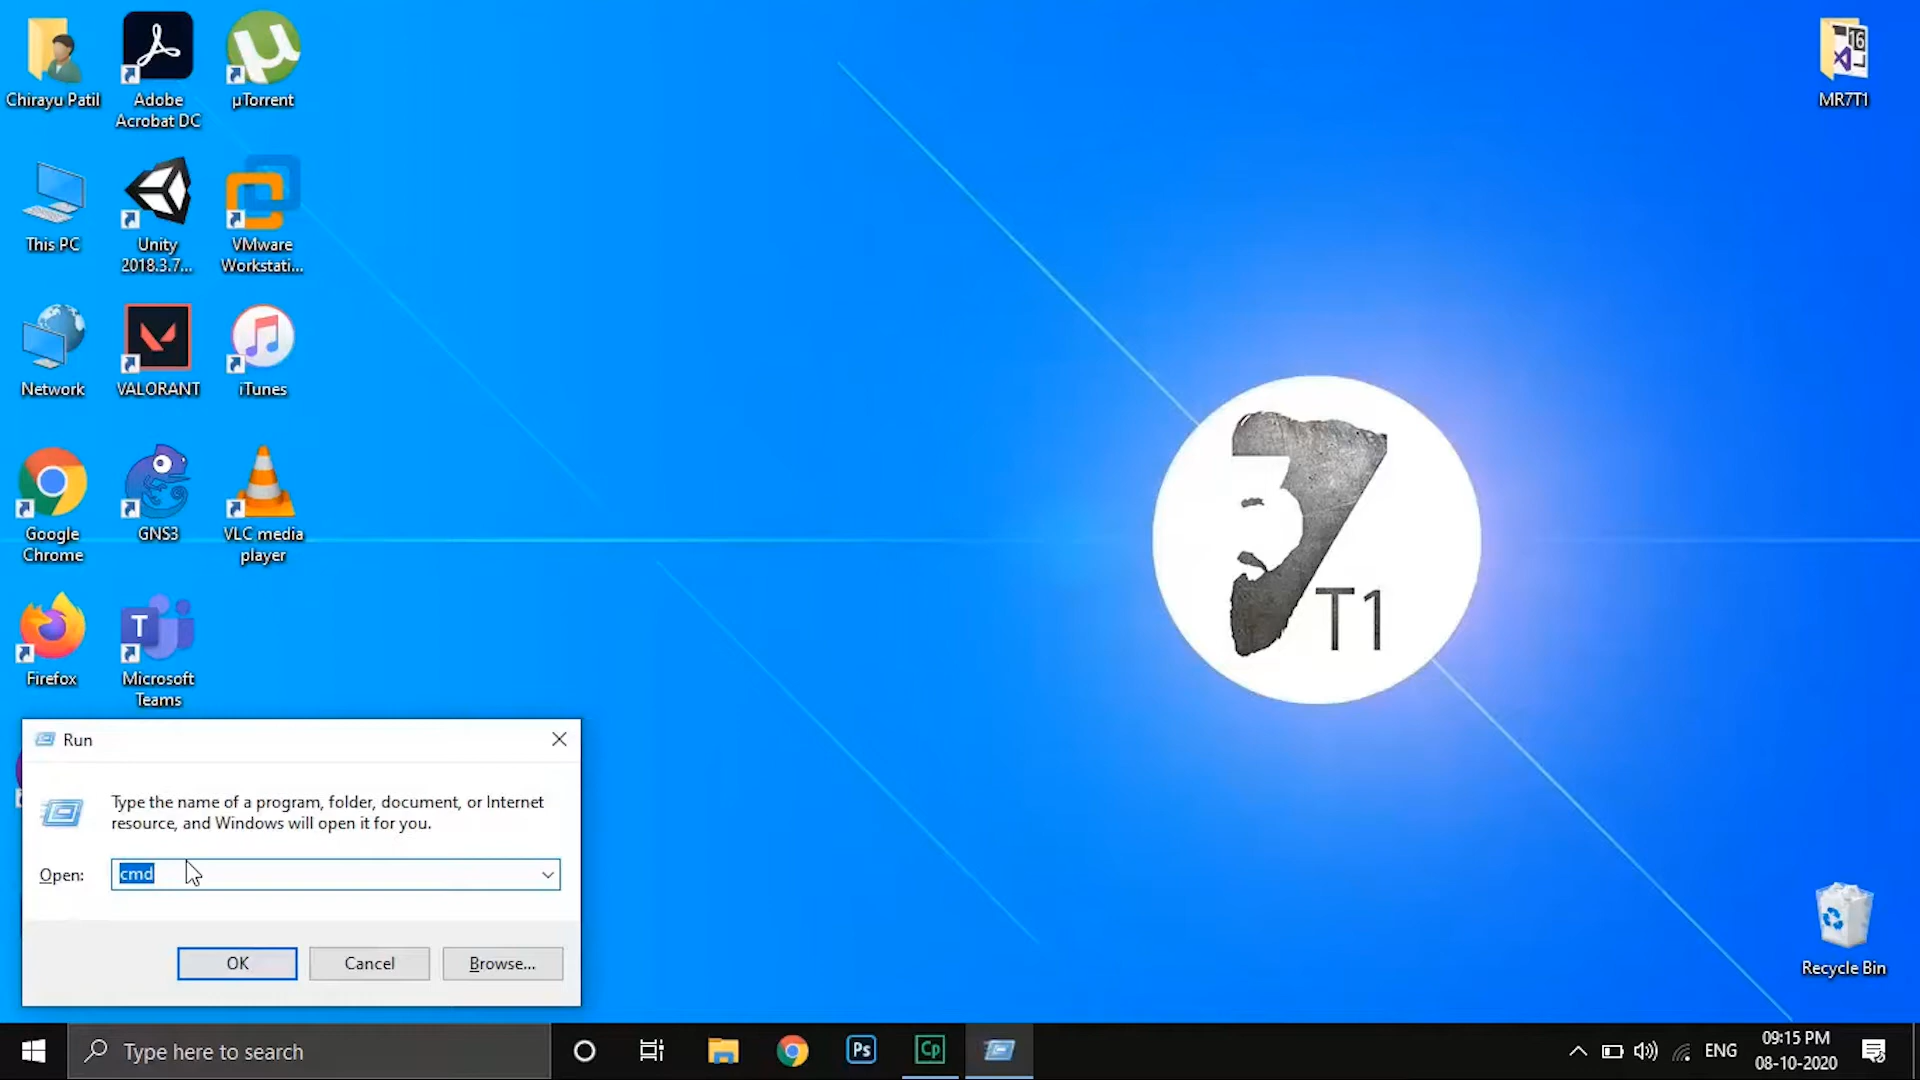 Chirayu Patil
Adobe
Acrobat DC
µTorrent
MR7T1
16
This PC
Unity
2018.3.7...
VMware
Workstati...
Network
VALORANT
iTunes
Google
Chrome
GNS3
VLC media
player
T1
Firefox
T
Microsoft
Teams
Run
Type the name of a program, folder, document, or Internet
resource, and Windows will open it for you.
Open:
cmd
OK
Cancel
Browse...
Recycle Bin
Type here to search
Ps
Cp
ENG
09:15 PM
08-10-2020